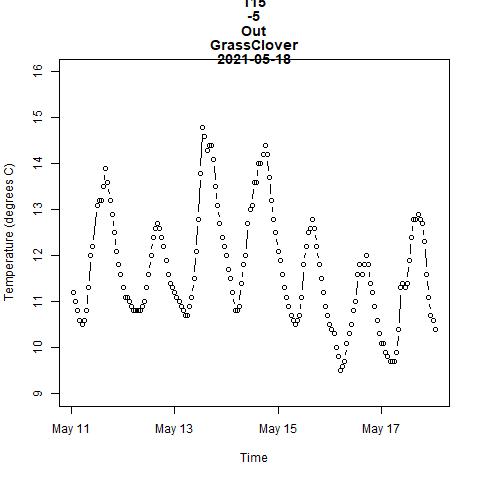 T15
-5
Out
GrassClover
2021-05-18
16
15
14
13
12
11
10
9
Temperature (degrees C)
May 11 May 13 May 15 May 17
Time